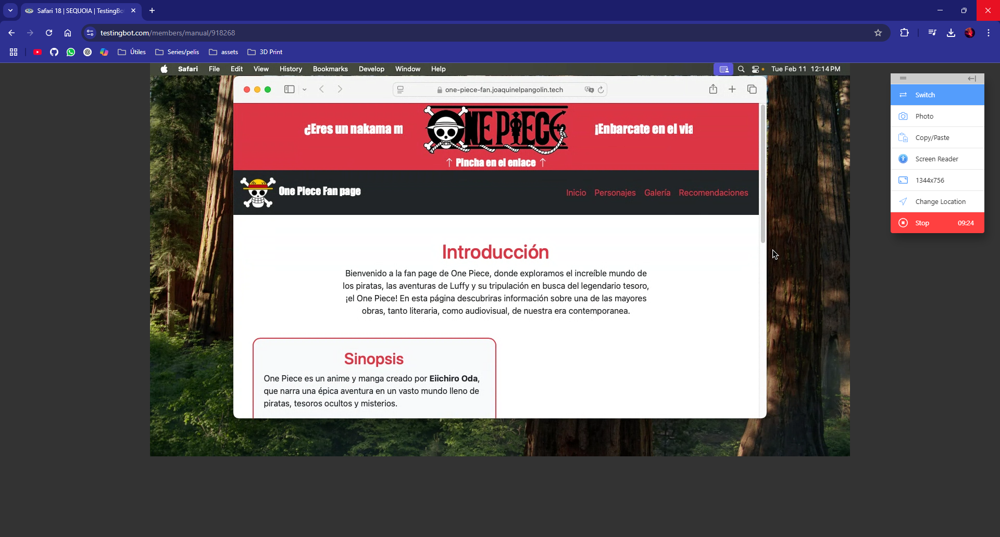 Safari 18 | SEQUOIA | TestingBo
testingbot.com/members/manual/918268
Útiles
Series/pelis
assets
3D Print
Safari File Edit View History Bookmarks Develop Window Help
Tue Feb 11 12:14 PM
one-piece-fan.joaquinelpangolin.tech
¿Eres un nakama m
ONE PIECE
¡Enbarcate en el via
↑ Pincha en el enlace ↑
One Piece Fan page
Inicio Personajes Galería Recomendaciones
Introducción
Bienvenido a la fan page de One Piece, donde exploramos el increíble mundo de
los piratas, las aventuras de Luffy y su tripulación en busca del legendario tesoro,
¡el One Piece! En esta página descubriras información sobre una de las mayores
obras, tanto literaria, como audiovisual, de nuestra era contemporanea.
Sinopsis
One Piece es un anime y manga creado por Eiichiro Oda,
que narra una épica aventura en un vasto mundo lleno de
piratas, tesoros ocultos y misterios.
Switch
Photo
Copy/Paste
Screen Reader
1344x756
Change Location
Stop 09:24